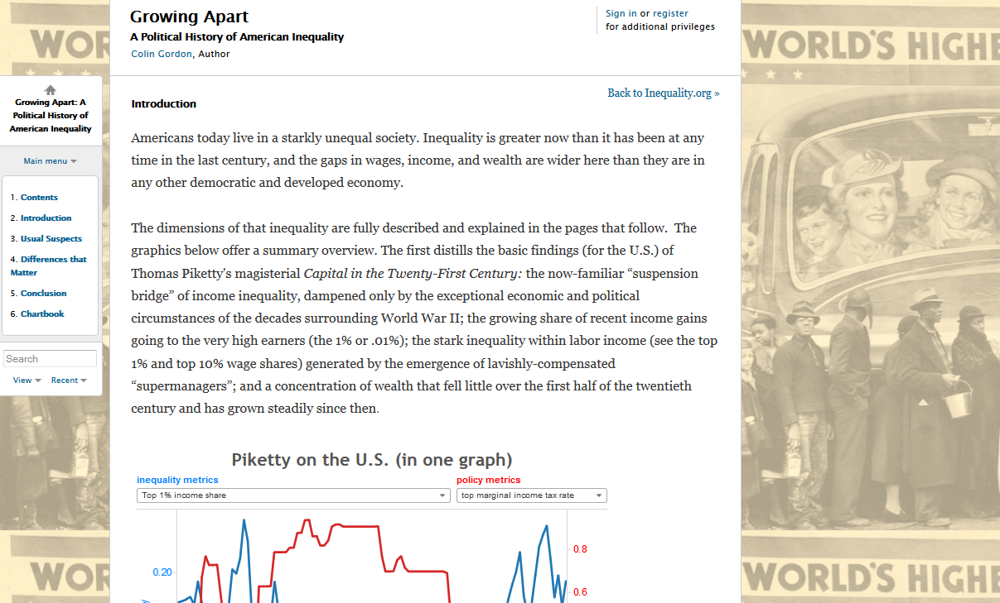 Growing Apart
A Political History of American Inequality
Colin Gordon, Author
Sign in or register
for additional privileges
WOR
WORLD'S HIGHE
Growing Apart: A
Political History of
American Inequality
Main menu
1. Contents
2. Introduction
3. Usual Suspects
4. Differences that
Matter
5. Conclusion
6. Chartbook
Search
View
Recent
Back to Inequality.org »
Introduction
Americans today live in a starkly unequal society. Inequality is greater now than it has been at any
time in the last century, and the gaps in wages, income, and wealth are wider here than they are in
any other democratic and developed economy.
The dimensions of that inequality are fully described and explained in the pages that follow.  The
graphics below offer a summary overview. The first distills the basic findings (for the U.S.) of
Thomas Piketty's magisterial Capital in the Twenty-First Century: the now-familiar “suspension
bridge” of income inequality, dampened only by the exceptional economic and political
circumstances of the decades surrounding World War II; the growing share of recent income gains
going to the very high earners (the 1% or .01%); the stark inequality within labor income (see the top
1% and top 10% wage shares) generated by the emergence of lavishly-compensated
“supermanagers”; and a concentration of wealth that fell little over the first half of the twentieth
century and has grown steadily since then.
Piketty on the U.S. (in one graph)
inequality metrics
policy metrics
Top 1% income share
top marginal income tax rate
0.8
0.20
0.6
WOR
WORLD'S HIGHE